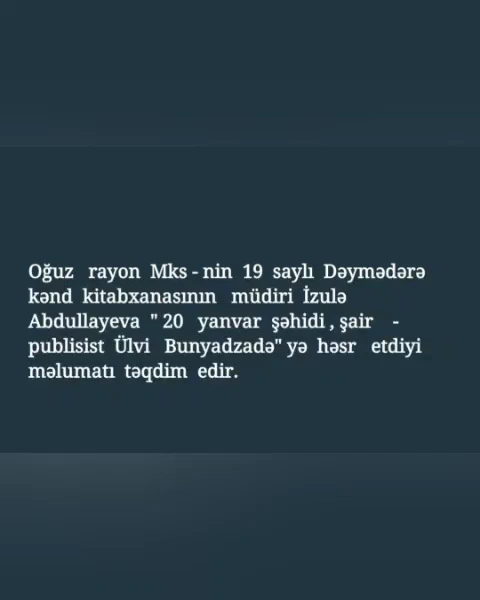 Oğuz rayon Mks - nin 19 saylı Dəymədərə
kənd kitabxanasının müdiri İzulə
Abdullayeva " 20 yanvar şəhidi , şair -
publisist Ülvi Bunyadzadə" yə həsr etdiyi
məlumatı təqdim edir.